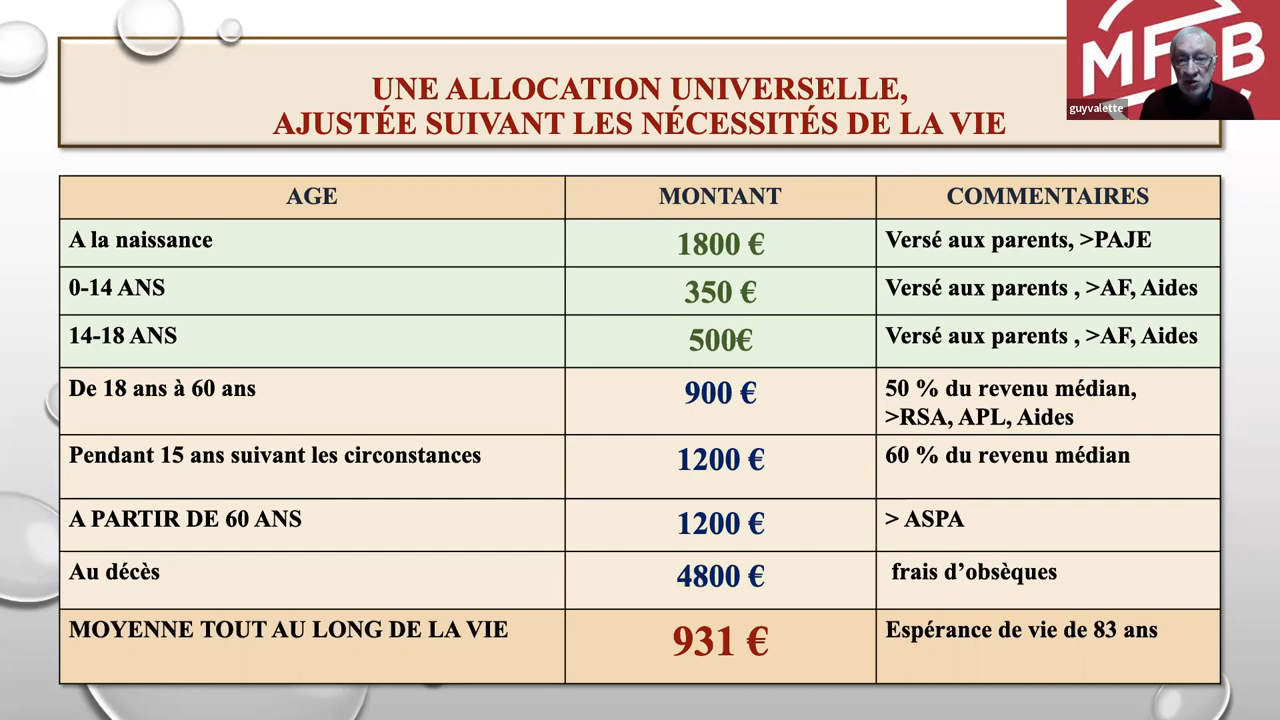 UNE ALLOCATION UNIVERSELLE,
AJUSTÉE SUIVANT LES NÉCESSITÉS DE LA VIE
guyvalette
AGE MONTANT COMMENTAIRES
A la naissance 1800 € Versé aux parents, >PAJE
0-14 ANS 350 € Versé aux parents , >AF, Aides
14-18 ANS 500€ Versé aux parents , >AF, Aides
De 18 ans à 60 ans 900 € 50 % du revenu médian,
>RSA, APL, Aides
Pendant 15 ans suivant les circonstances 1200 € 60 % du revenu médian
A PARTIR DE 60 ANS 1200 € > ASPA
Au décès 4800 € frais d’obsèques
MOYENNE TOUT AU LONG DE LA VIE 931 € Espérance de vie de 83 ans